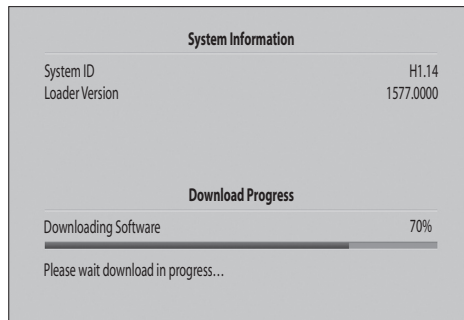 System Information
System ID H1.14
Loader Version 1577.0000
Download Progress
Downloading Software 70%
Please wait download in progress...